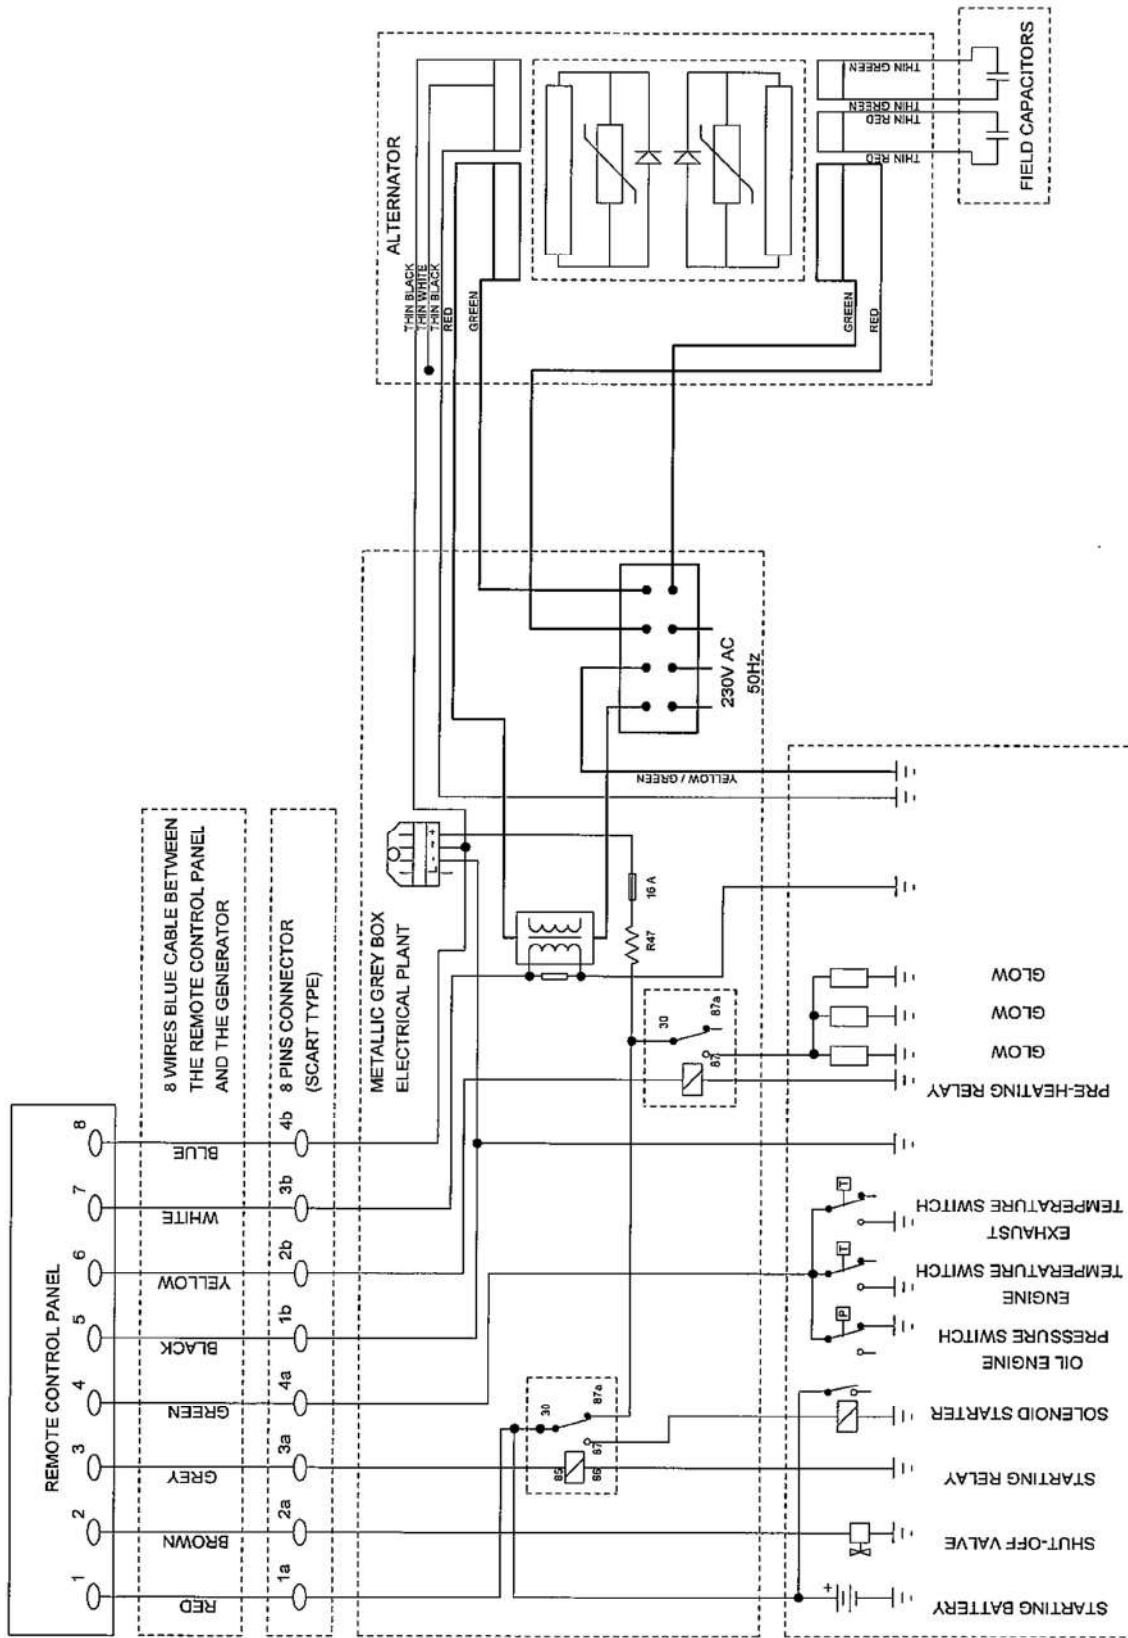 REMOTE CONTROL PANEL
1
2
3
4
5
6
7
8
RED
BROWN
GREY
GREEN
BLACK
YELLOW
WHITE
BLUE
8 WIRES BLUE CABLE BETWEEN
THE REMOTE CONTROL PANEL
AND THE GENERATOR
1a
2a
3a
4a
1b
2b
3b
4b
8 PINS CONNECTOR
(SCART TYPE)
METALLIC GREY BOX
ELECTRICAL PLANT
30
87a
87
85
86
30
87a
87
R47
16 A
- ~ +
YELLOW / GREEN
230V AC
50Hz
ALTERNATOR
THIN BLACK
THIN WHITE
THIN BLACK
RED
GREEN
GREEN
RED
THIN RED
THIN RED
THIN GREEN
THIN GREEN
FIELD CAPACITORS
+
P
T
T
STARTING BATTERY
SHUT-OFF VALVE
STARTING RELAY
SOLENOID STARTER
OIL ENGINE
PRESSURE SWITCH
ENGINE
TEMPERATURE SWITCH
EXHAUST
TEMPERATURE SWITCH
PRE-HEATING RELAY
GLOW
GLOW
GLOW